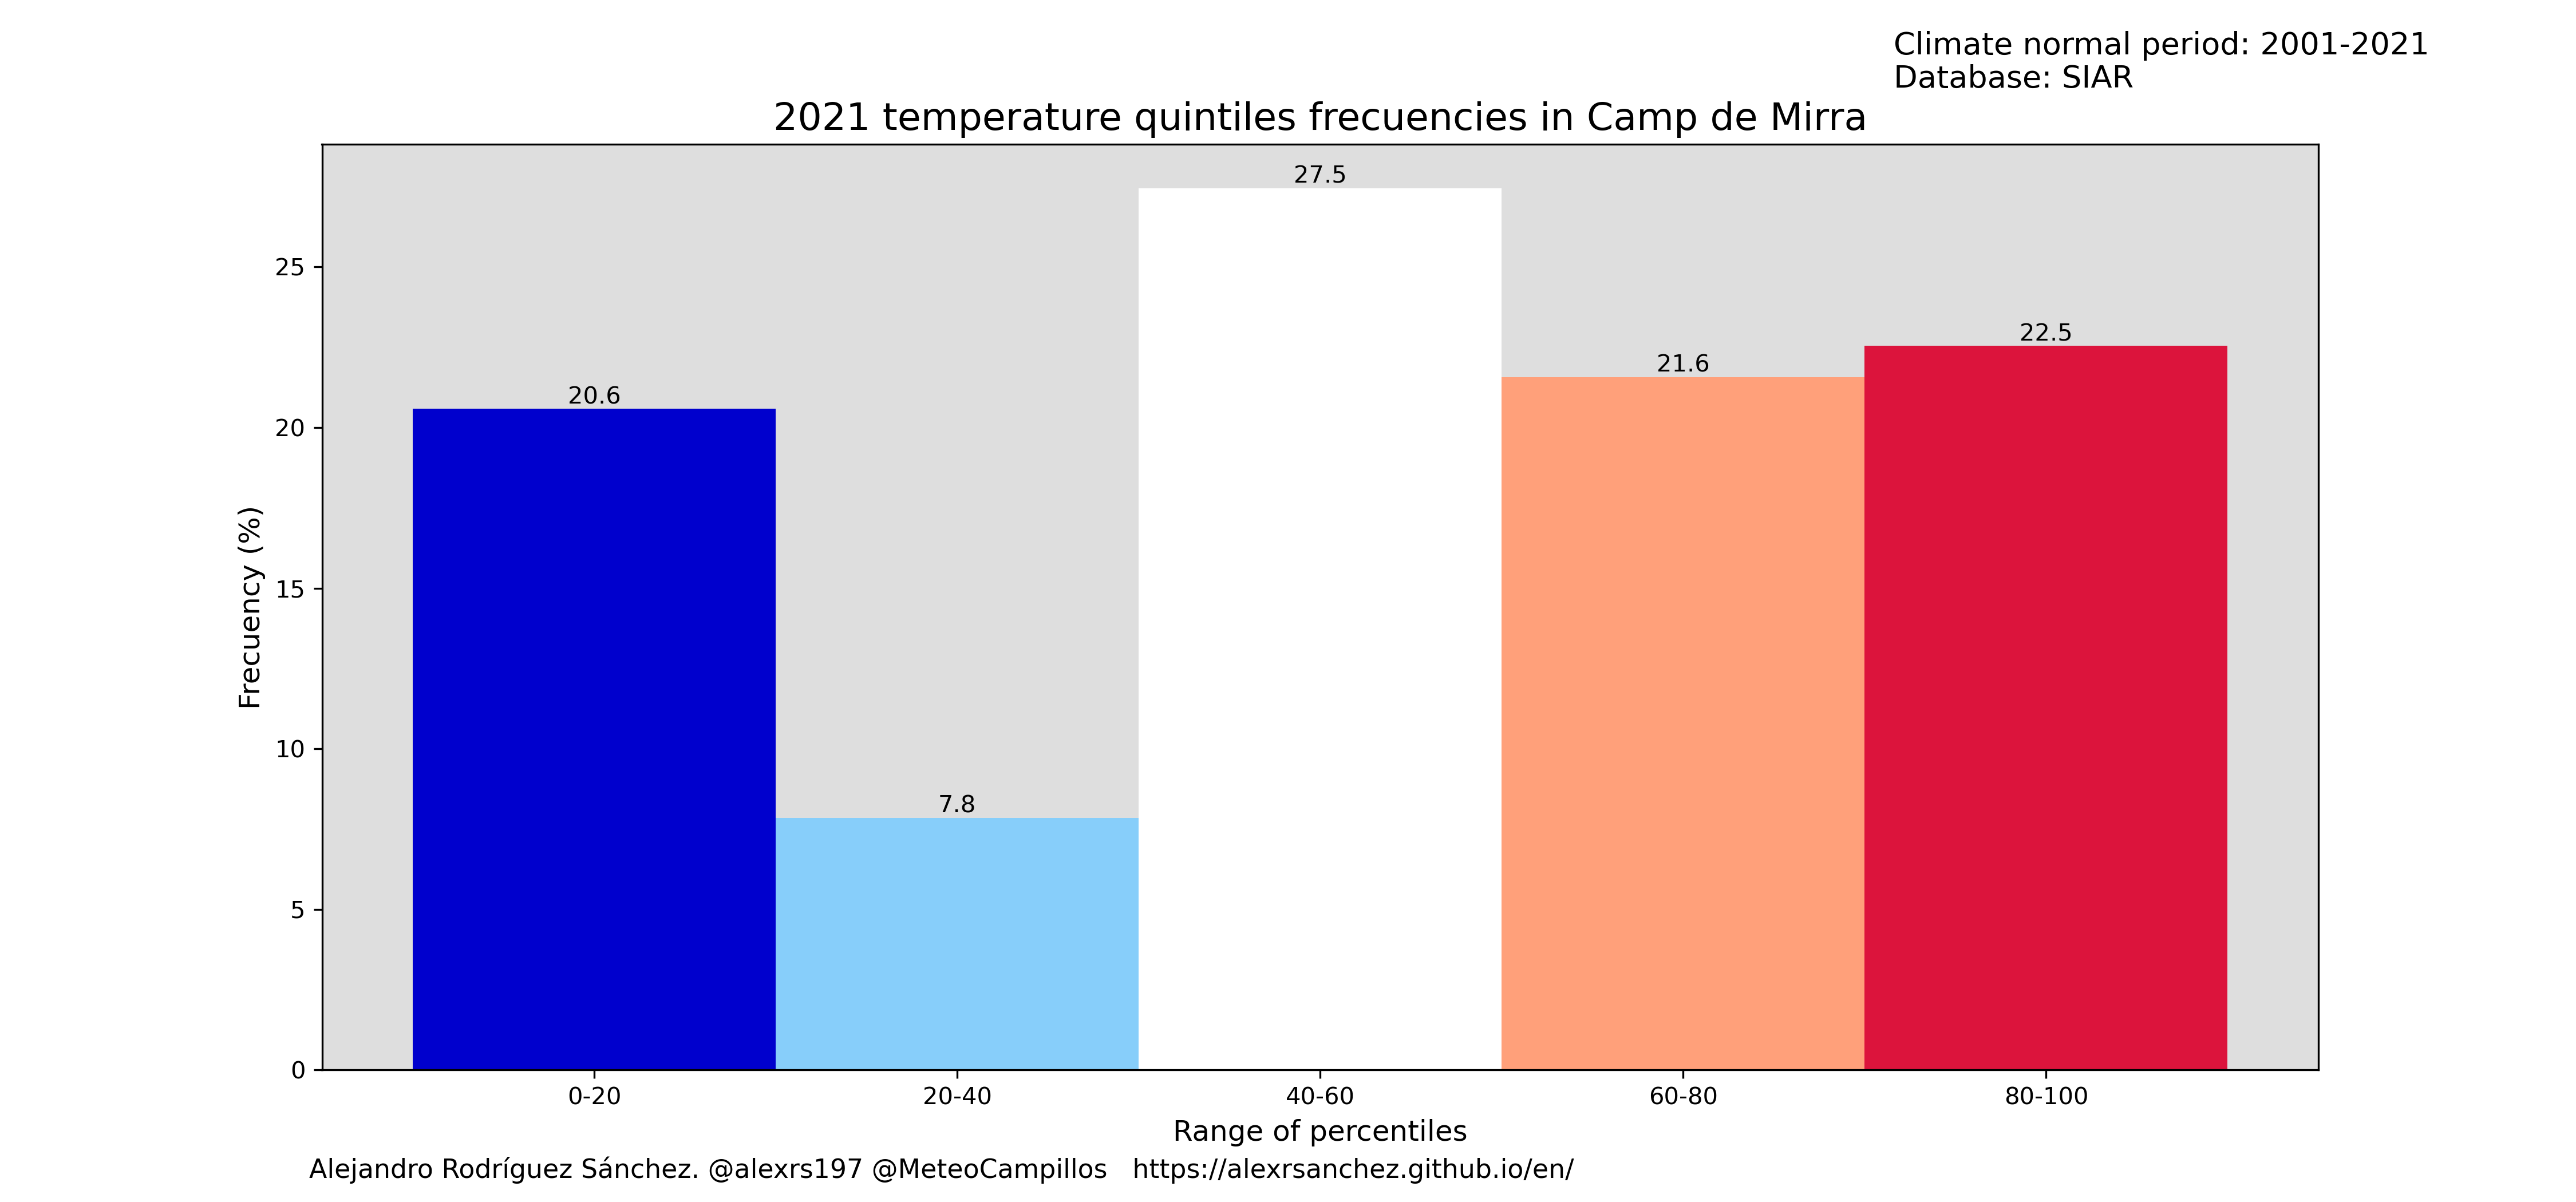 Climate normal period: 2001-2021
Database: SIAR
2021 temperature quintiles frecuencies in Camp de Mirra
27.5
25
22.5
21.6
20.6
20
Frecuency (%)
15
10
7.8
5
0
0-20 20-40 40-60 60-80 80-100
Range of percentiles
Alejandro Rodríguez Sánchez. @alexrs197 @MeteoCampillos https://alexrsanchez.github.io/en/